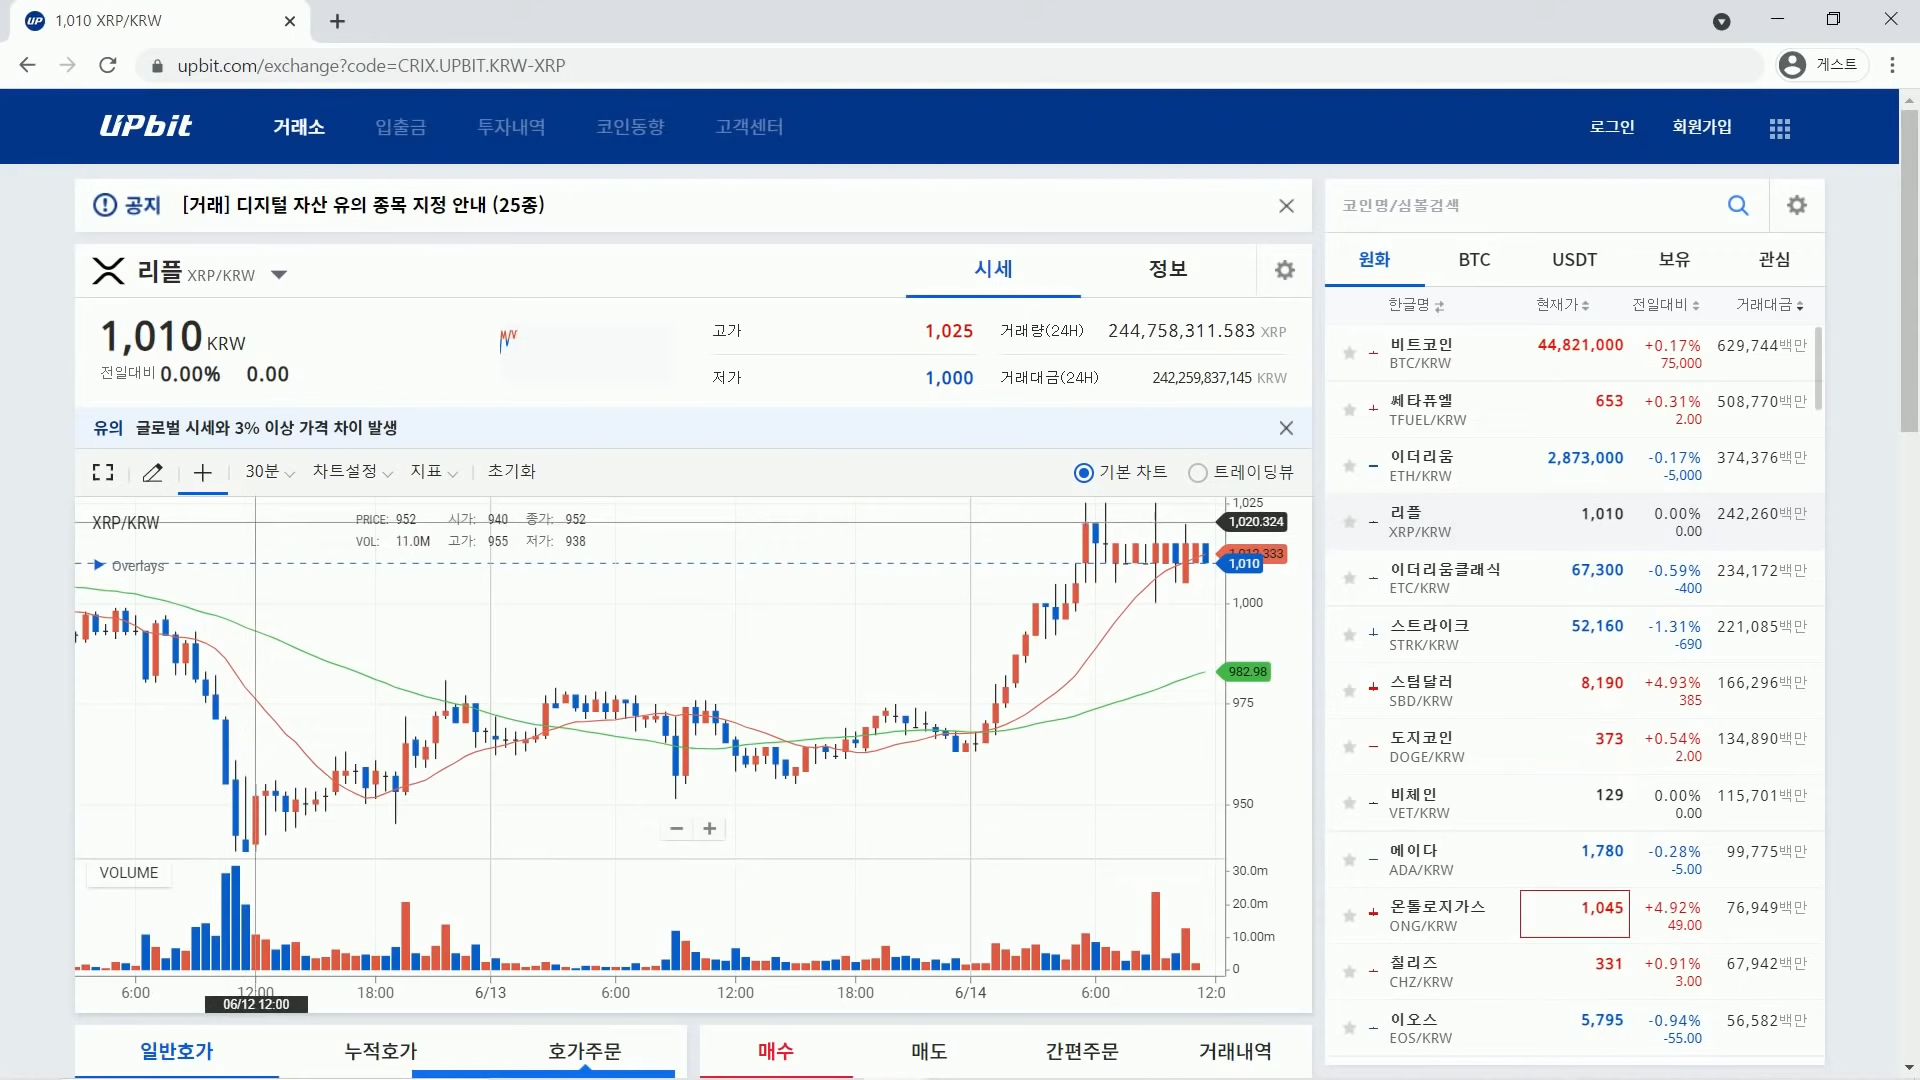 1,010 XRP/KRW
upbit.com/exchange?code=CRIX.UPBIT.KRW-XRP
게스트
UPbit
거래소
입출금
투자내역
코인동향
고객센터
로그인
회원가입
공지 [거래] 디지털 자산 유의 종목 지정 안내 (25종)
리플 XRP/KRW
시세
정보
1,010 KRW
전일대비 0.00% 0.00
고가 1,025
저가 1,000
거래량(24H) 244,758,311.583 XRP
거래대금(24H) 242,259,837,145 KRW
유의 글로벌 시세와 3% 이상 가격 차이 발생
30분 차트설정 지표 초기화
기본 차트 트레이딩뷰
XRP/KRW
PRICE: 952 시가: 940 종가: 952
VOL: 11.0M 고가: 955 저가: 938
Overlays
1,025
1,020.324
1,010
1,000
982.98
975
950
VOLUME
30.0m
20.0m
10.00m
0
6:00 12:00 18:00 6/13 6:00 12:00 18:00 6/14 6:00 12:0
06/12 12:00
일반호가 누적호가 호가주문
매수 매도 간편주문 거래내역
코인명/심볼검색
원화 BTC USDT 보유 관심
한글명 현재가 전일대비 거래대금
비트코인 44,821,000 +0.17% 629,744백만
BTC/KRW 75,000
쎄타퓨엘 653 +0.31% 508,770백만
TFUEL/KRW 2.00
이더리움 2,873,000 -0.17% 374,376백만
ETH/KRW -5,000
리플 1,010 0.00% 242,260백만
XRP/KRW 0.00
이더리움클래식 67,300 -0.59% 234,172백만
ETC/KRW -400
스트라이크 52,160 -1.31% 221,085백만
STRK/KRW -690
스팀달러 8,190 +4.93% 166,296백만
SBD/KRW 385
도지코인 373 +0.54% 134,890백만
DOGE/KRW 2.00
비체인 129 0.00% 115,701백만
VET/KRW 0.00
에이다 1,780 -0.28% 99,775백만
ADA/KRW -5.00
온톨로지가스 1,045 +4.92% 76,949백만
ONG/KRW 49.00
칠리즈 331 +0.91% 67,942백만
CHZ/KRW 3.00
이오스 5,795 -0.94% 56,582백만
EOS/KRW -55.00